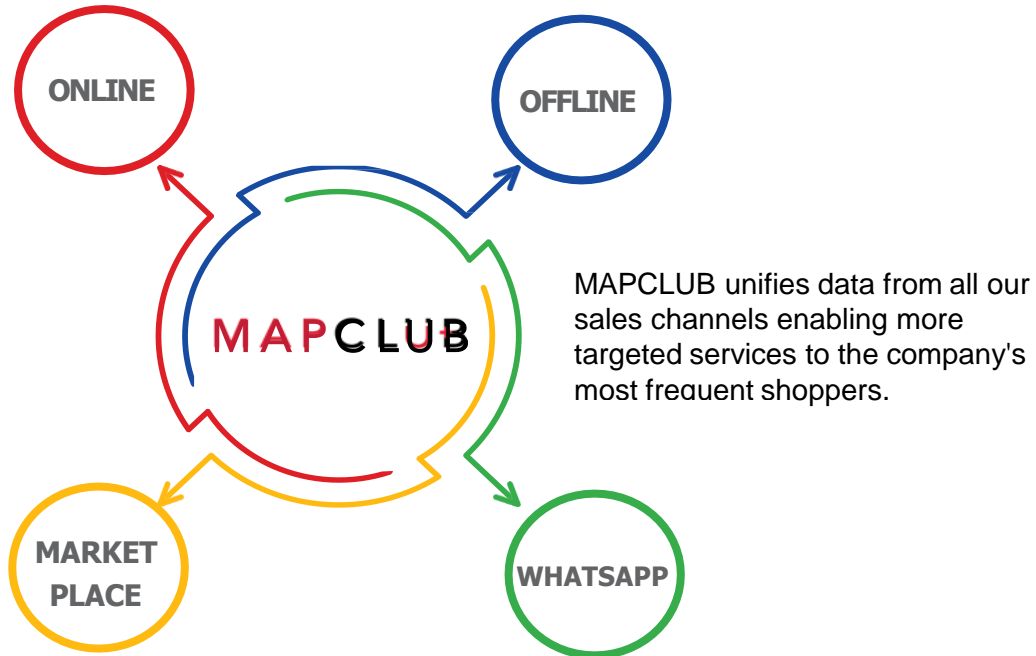 ONLINE
OFFLINE
MAPCLUB
MAPCLUB unifies data from all our
sales channels enabling more
targeted services to the company's
most frequent shoppers.
MARKET
PLACE
WHATSAPP